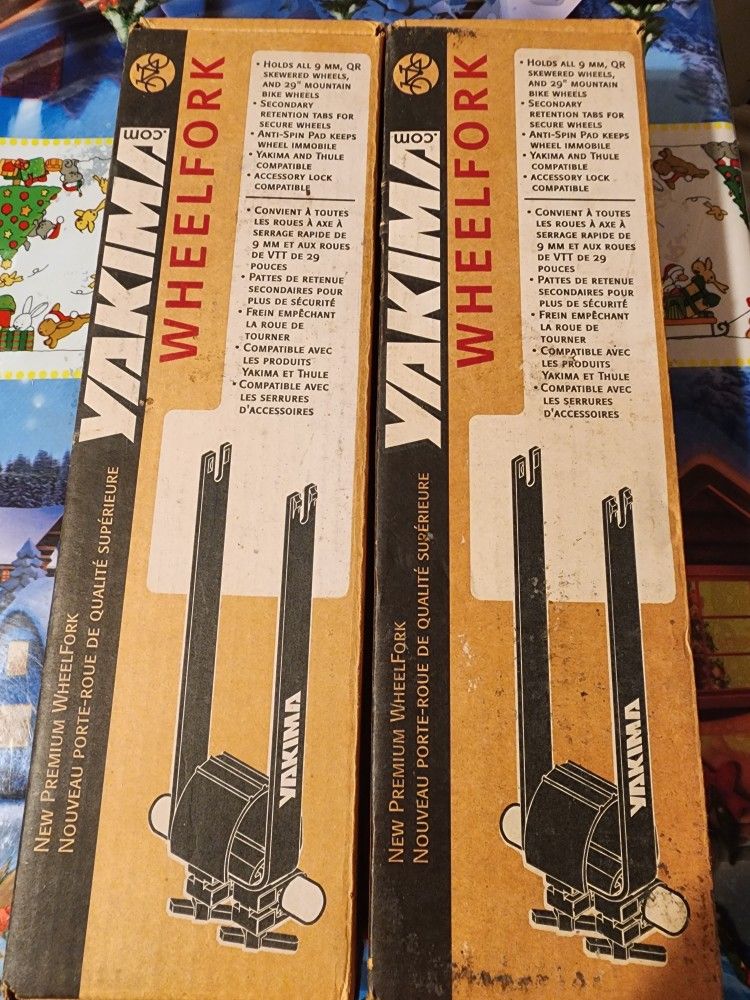 YAKIMA.com
WHEELFORK
• Holds all 9 mm, QR
skewered wheels,
and 29" mountain
bike wheels
• Secondary
retention tabs for
secure wheels
• Anti-Spin Pad keeps
wheel immobile
• Yakima and Thule
compatible
• Accessory lock
compatible
• Convient à toutes
les roues à axe à
serrage rapide de
9 mm et aux roues
de VTT de 29
pouces
• Pattes de retenue
secondaires pour
plus de sécurité
• Frein empêchant
la roue de
tourner
• Compatible avec
les produits
Yakima et Thule
• Compatible avec
les serrures
d'accessoires
New Premium WheelFork
Nouveau porte-roue de qualité supérieure
YAKIMA
YAKIMA.com
WHEELFORK
• Holds all 9 mm, QR
skewered wheels,
and 29" mountain
bike wheels
• Secondary
retention tabs for
secure wheels
• Anti-Spin Pad keeps
wheel immobile
• Yakima and Thule
compatible
• Accessory lock
compatible
• Convient à toutes
les roues à axe à
serrage rapide de
9 mm et aux roues
de VTT de 29
pouces
• Pattes de retenue
secondaires pour
plus de sécurité
• Frein empêchant
la roue de
tourner
• Compatible avec
les produits
Yakima et Thule
• Compatible avec
les serrures
d'accessoires
New Premium WheelFork
Nouveau porte-roue de qualité supérieure
YAKIMA